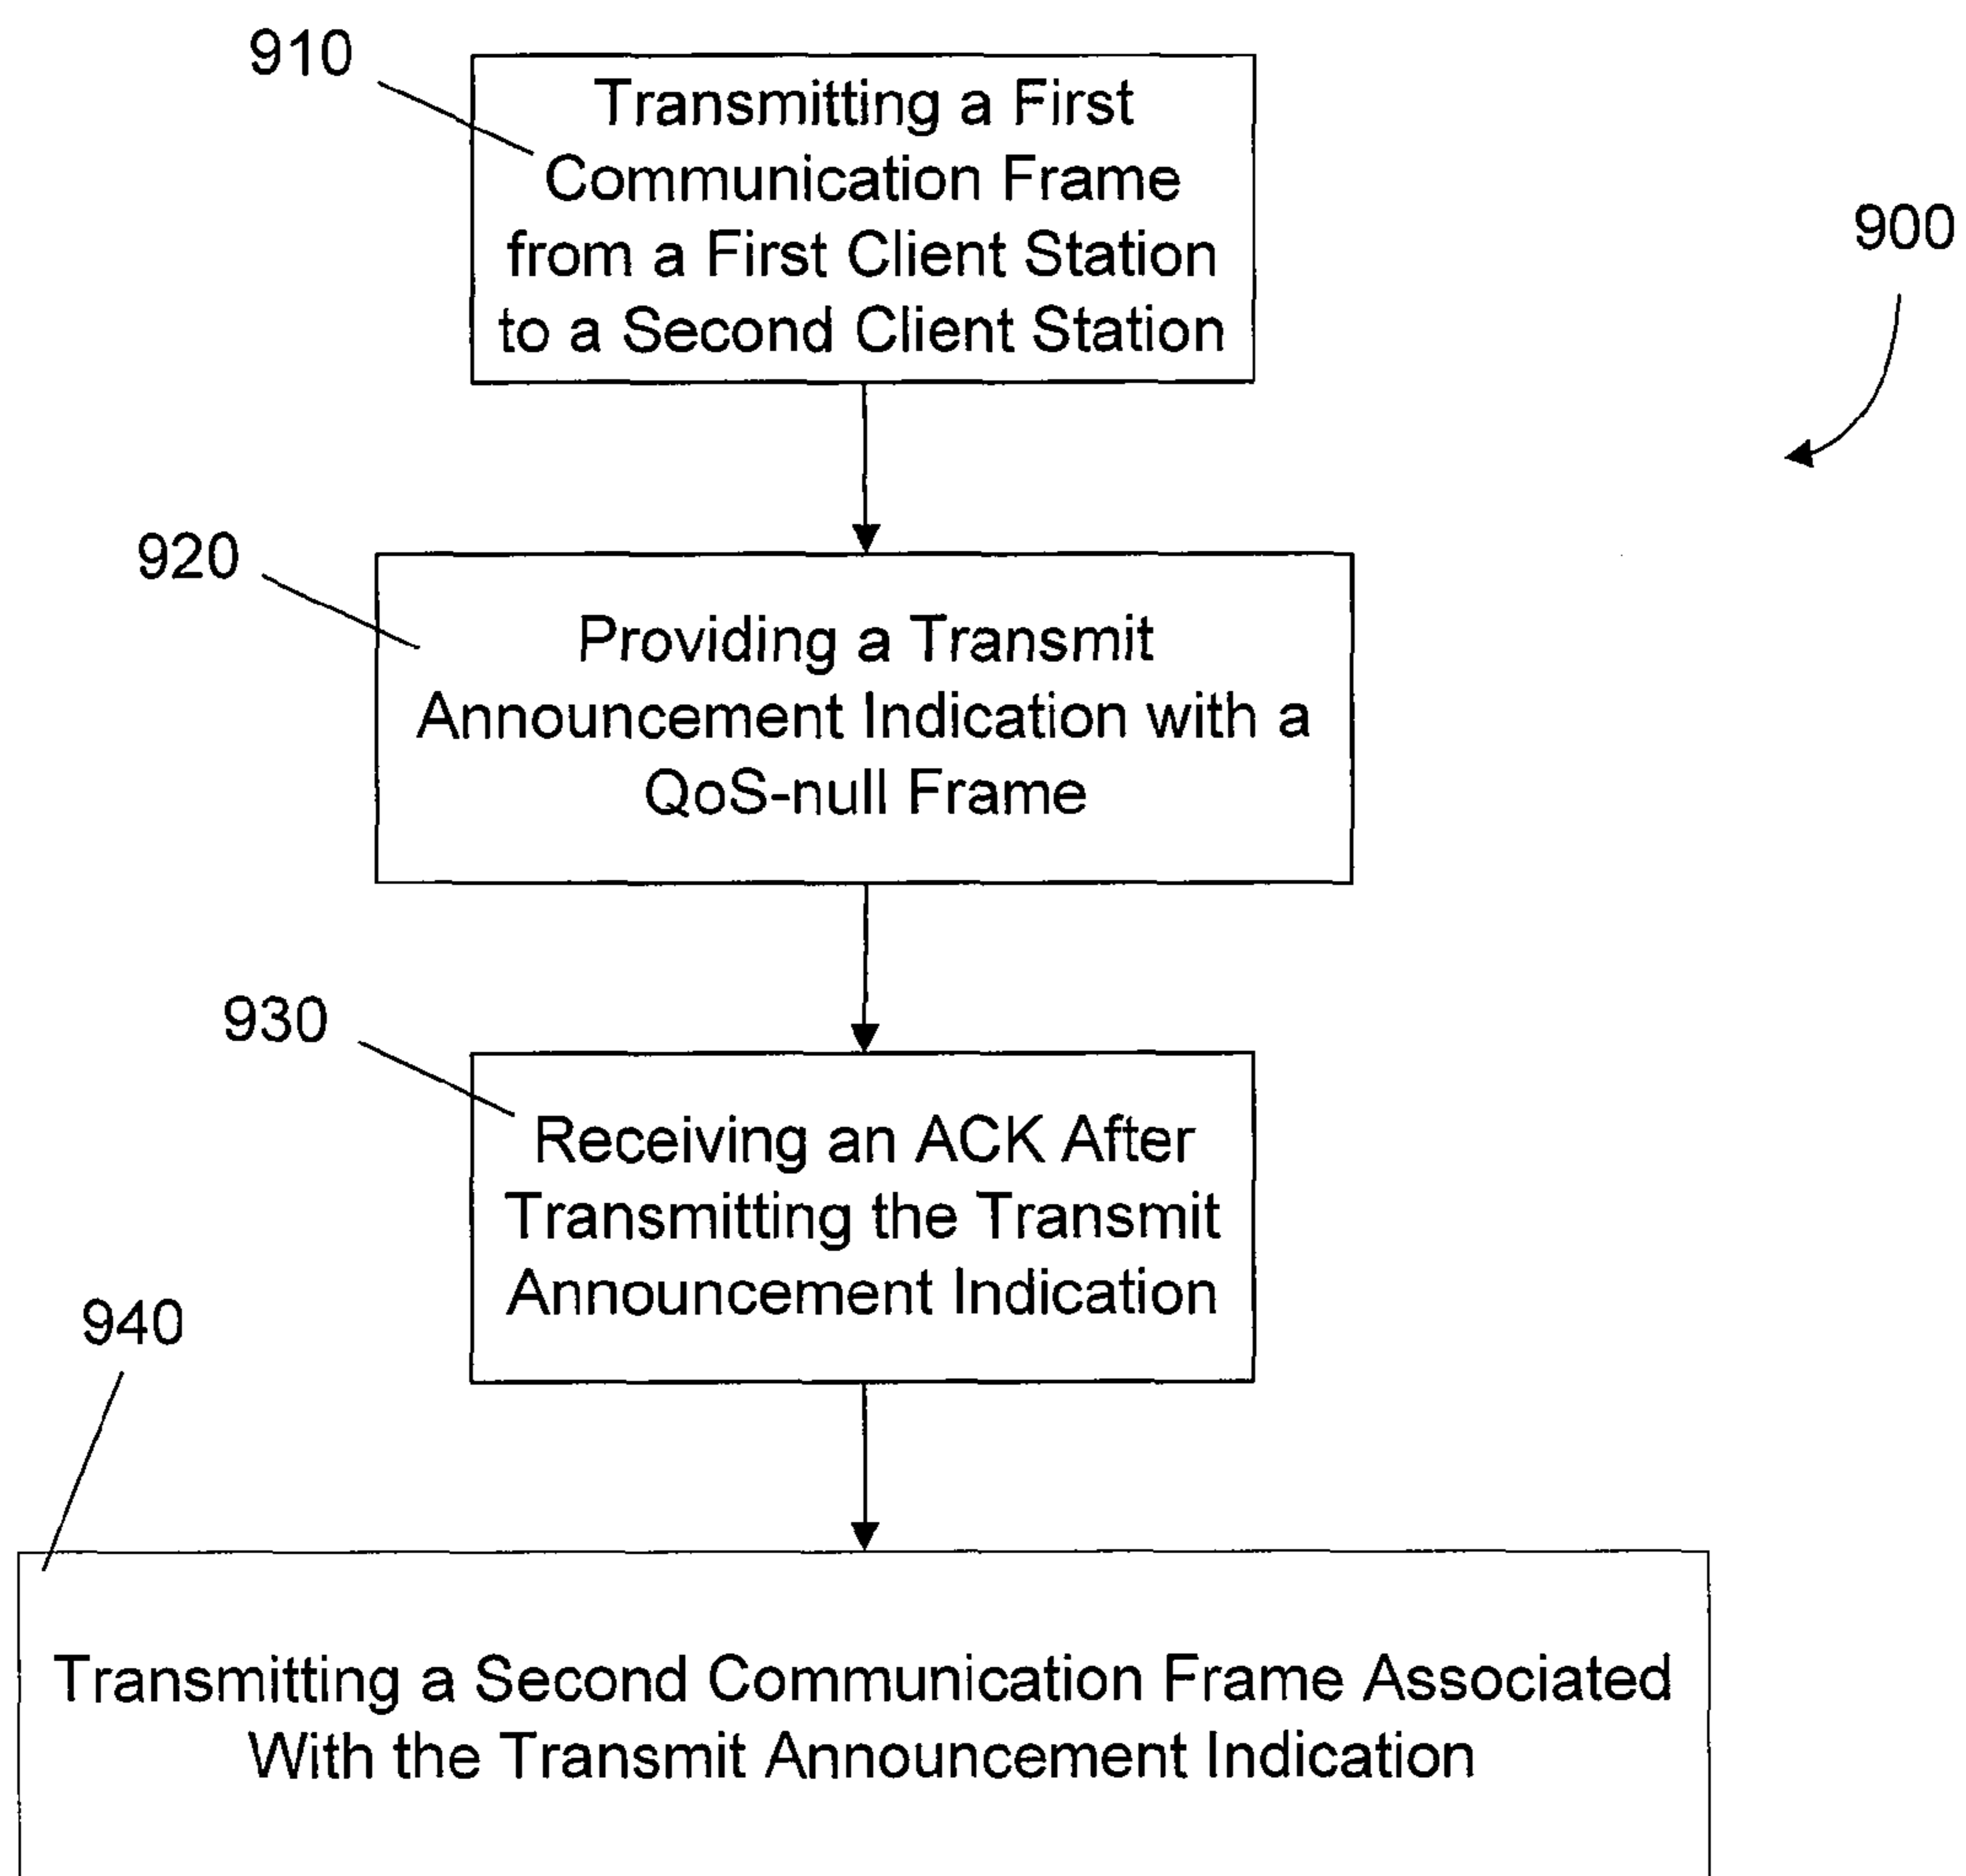 910
Transmitting a First
Communication Frame
from a First Client Station
to a Second Client Station
900
920
Providing a Transmit
Announcement Indication with a
QoS-null Frame
930
Receiving an ACK After
Transmitting the Transmit
Announcement Indication
940
Transmitting a Second Communication Frame Associated
With the Transmit Announcement Indication